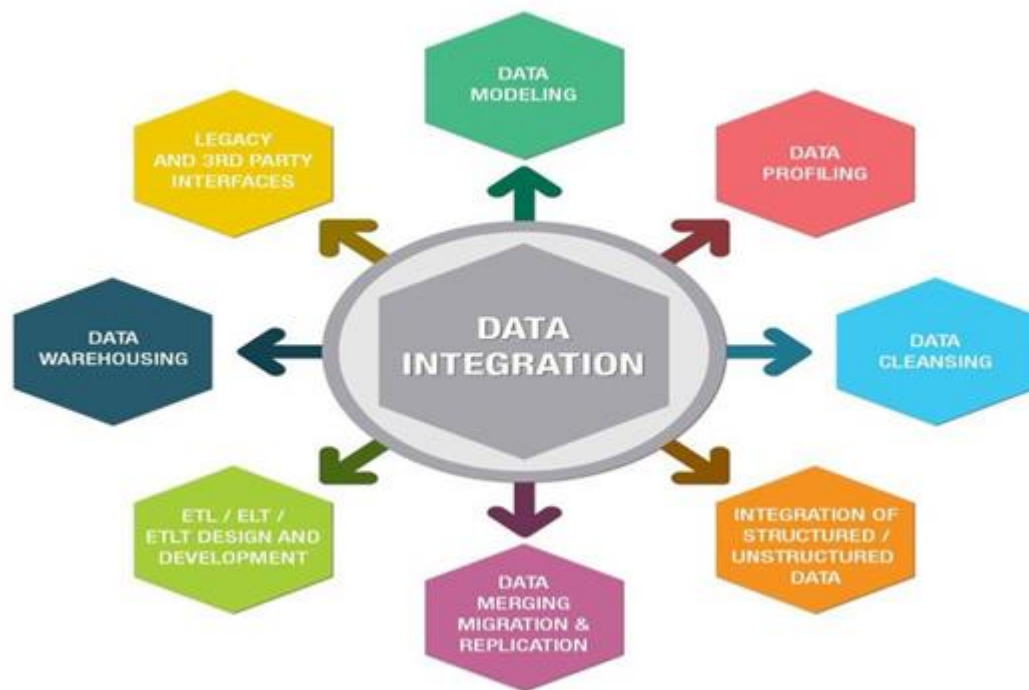 DATA
MODELING
LEGACY
AND 3RD PARTY
INTERFACES
DATA
PROFILING
DATA
WAREHOUSING
DATA
INTEGRATION
DATA
CLEANSING
ETL / ELT /
ETLT DESIGN AND
DEVELOPMENT
DATA
MERGING
MIGRATION &
REPLICATION
INTEGRATION OF
STRUCTURED /
UNSTRUCTURED
DATA